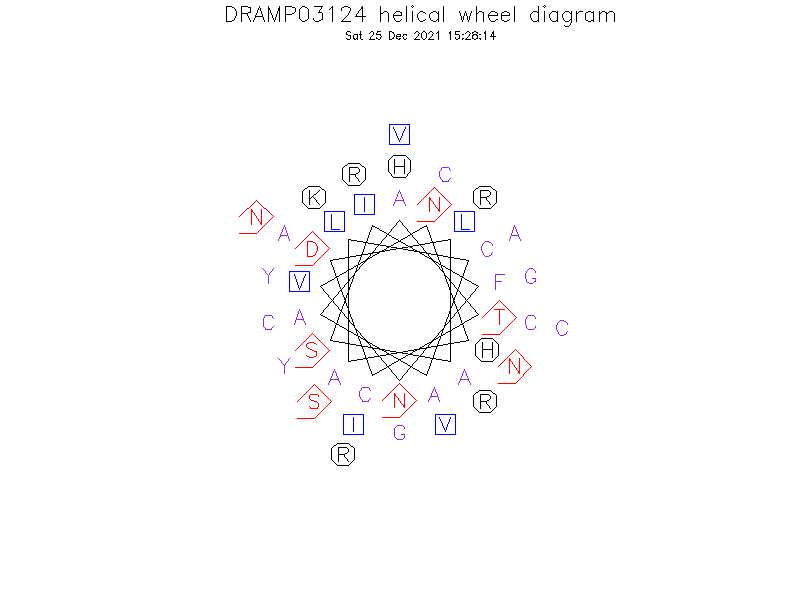 DRAMP03124 helical wheel diagram
Sat 25 Dec 2021 15:28:14
V
R H C
K I A N R
N L L
A A
D C
Y V F G
C A T C C
S H
Y N
A A
S C N A R
I G V
R